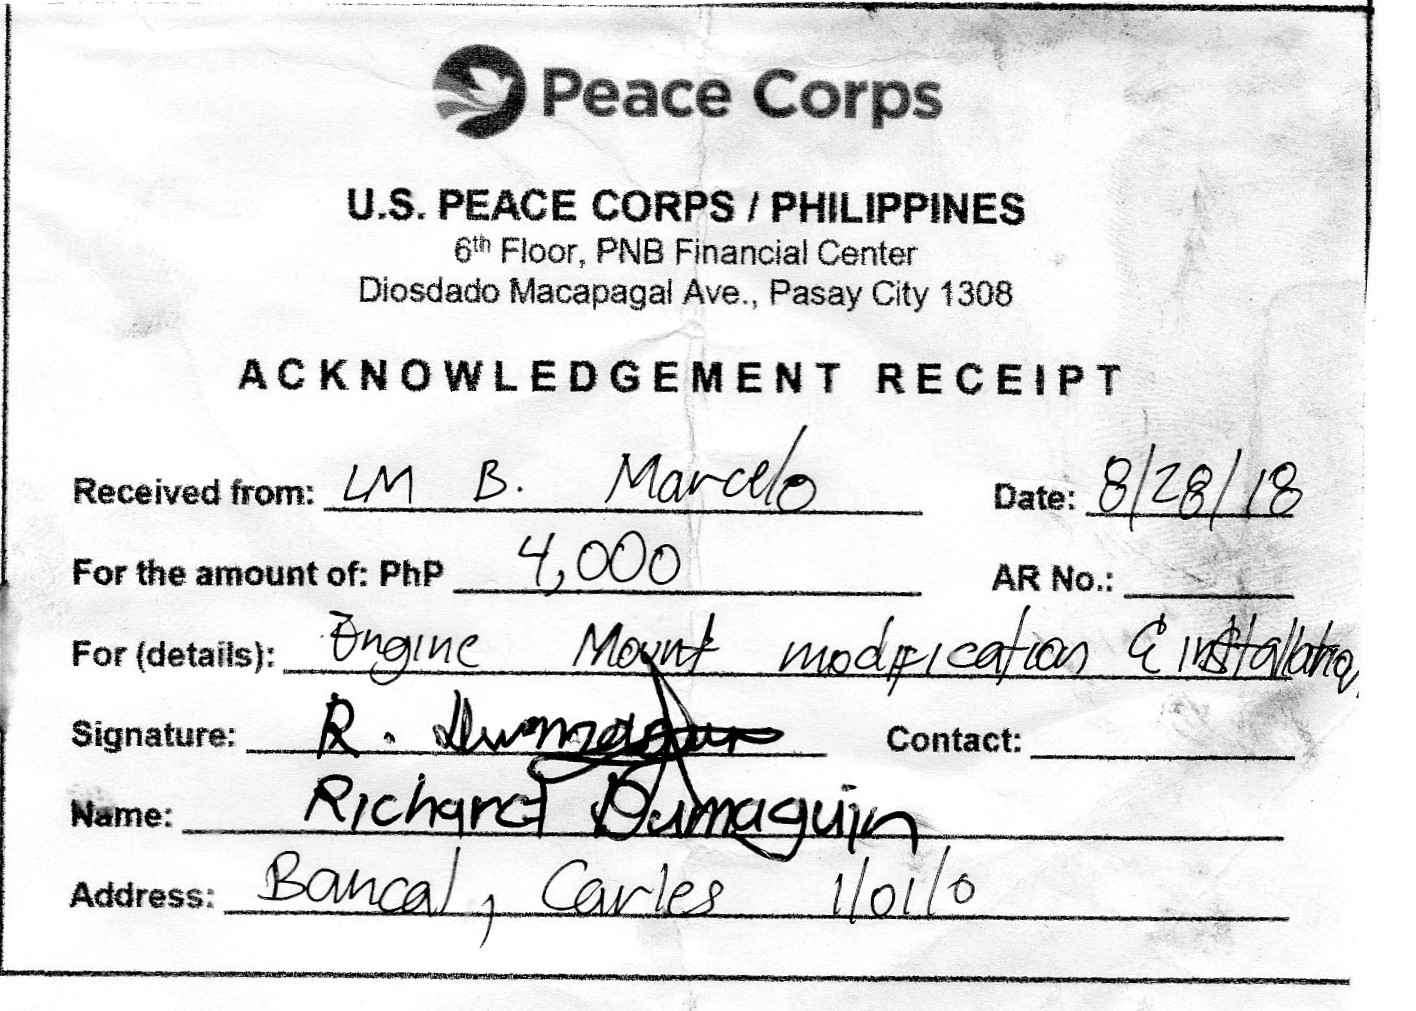 Peace Corps
U.S. PEACE CORPS / PHILIPPINES
6th Floor, PNB Financial Center
Diosdado Macapagal Ave., Pasay City 1308
ACKNOWLEDGEMENT RECEIPT
Received from: LM B. Marcelo Date: 8/28/18
For the amount of: PhP 4,000 AR No.:
For (details): Engine Mount modification & installation
Signature: R. Dumaguin Contact:
Name: Richard Dumaguin
Address: Bancal, Carles Iloilo